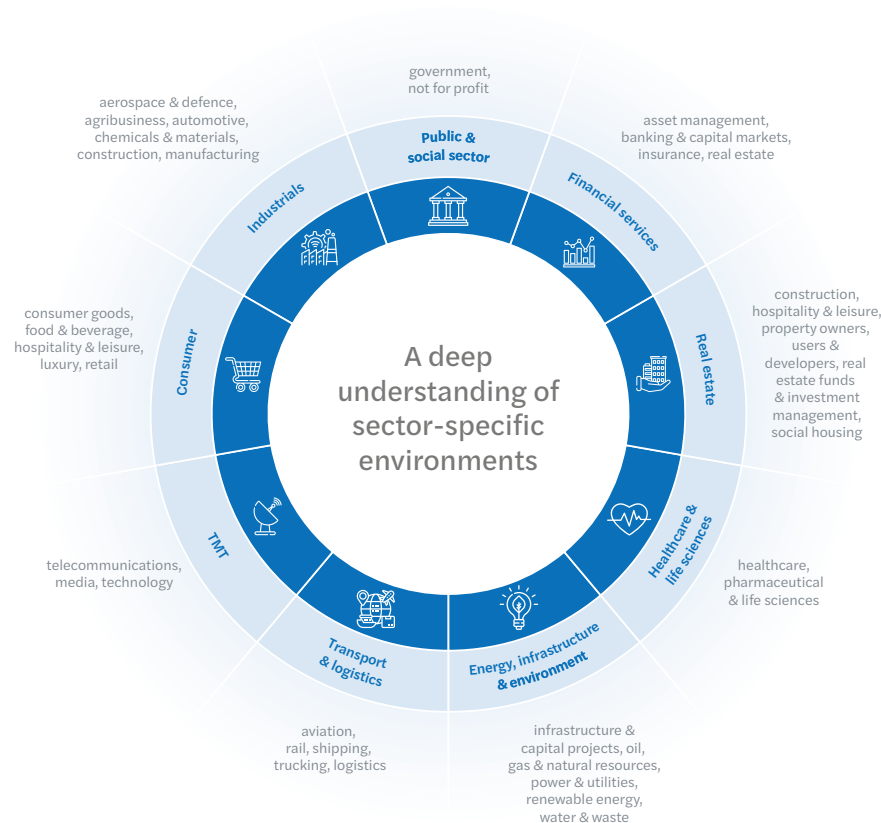 A deep
understanding of
sector-specific
environments
Public &
social sector
government,
not for profit
Financial services
asset management,
banking & capital markets,
insurance, real estate
Real estate
construction,
hospitality & leisure,
property owners,
users &
developers, real
estate funds
& investment
management,
social housing
Healthcare &
life sciences
healthcare,
pharmaceutical
& life sciences
Energy, infrastructure
& environment
infrastructure &
capital projects, oil,
gas & natural resources,
power & utilities,
renewable energy,
water & waste
Transport
& logistics
aviation,
rail, shipping,
trucking, logistics
TMT
telecommunications,
media, technology
Consumer
consumer goods,
food & beverage,
hospitality & leisure,
luxury, retail
Industrials
aerospace & defence,
agribusiness, automotive,
chemicals & materials,
construction, manufacturing